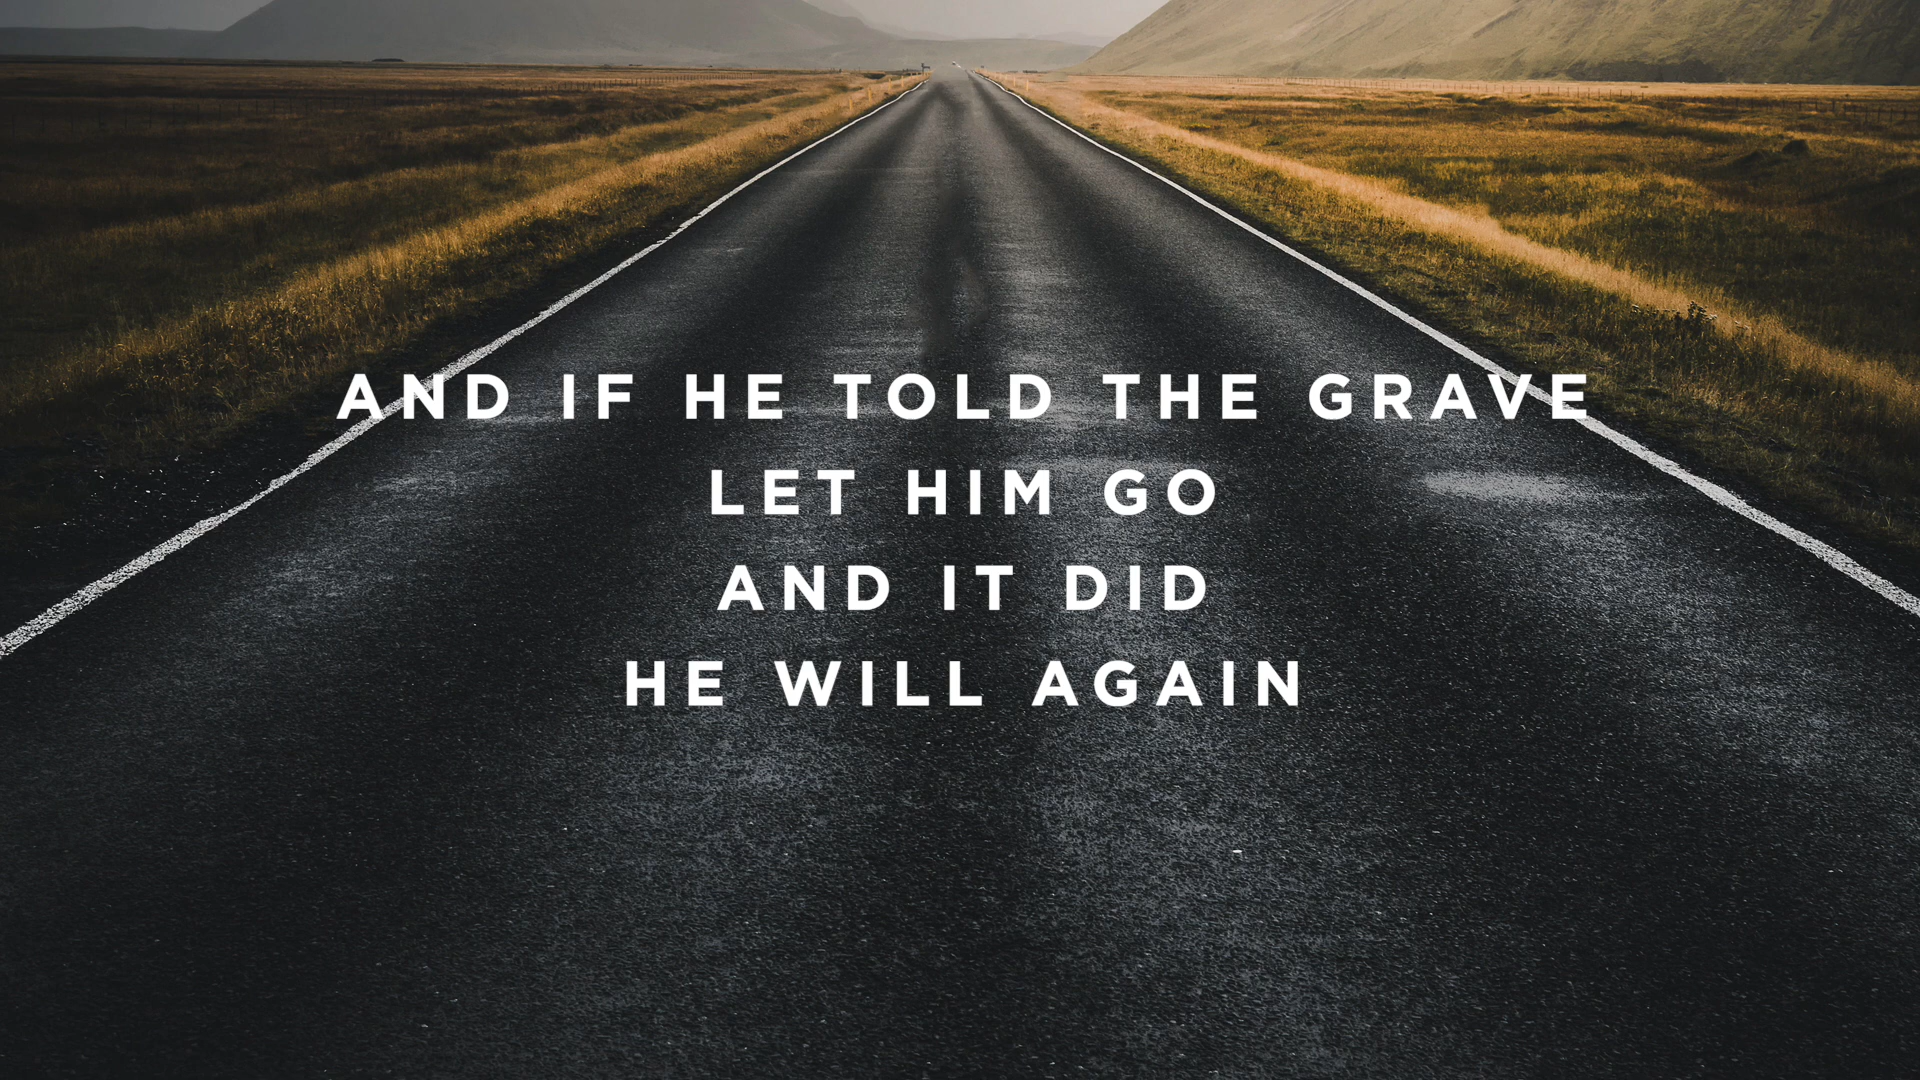 AND IF HE TOLD THE GRAVE
LET HIM GO
AND IT DID
HE WILL AGAIN